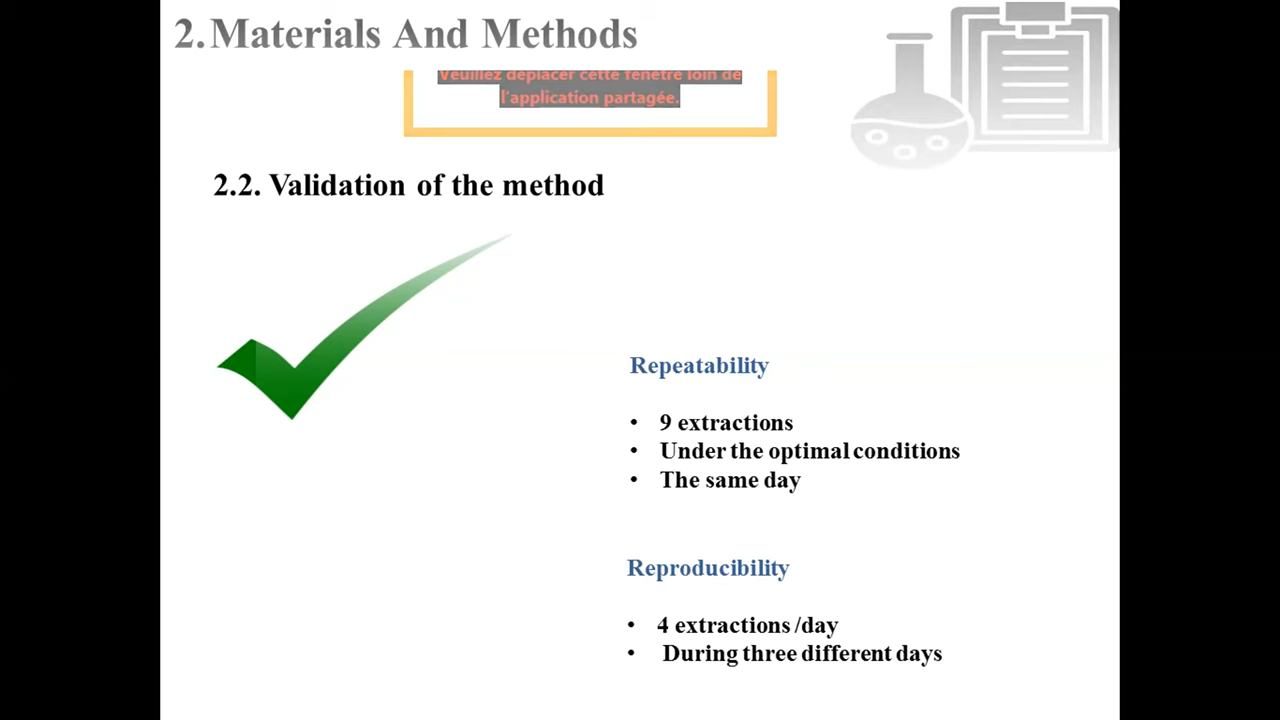 2. Materials And Methods
Veuillez déplacer cette fenêtre loin de
l'application partagée.
2.2. Validation of the method
Repeatability
• 9 extractions
• Under the optimal conditions
• The same day
Reproducibility
• 4 extractions /day
• During three different days